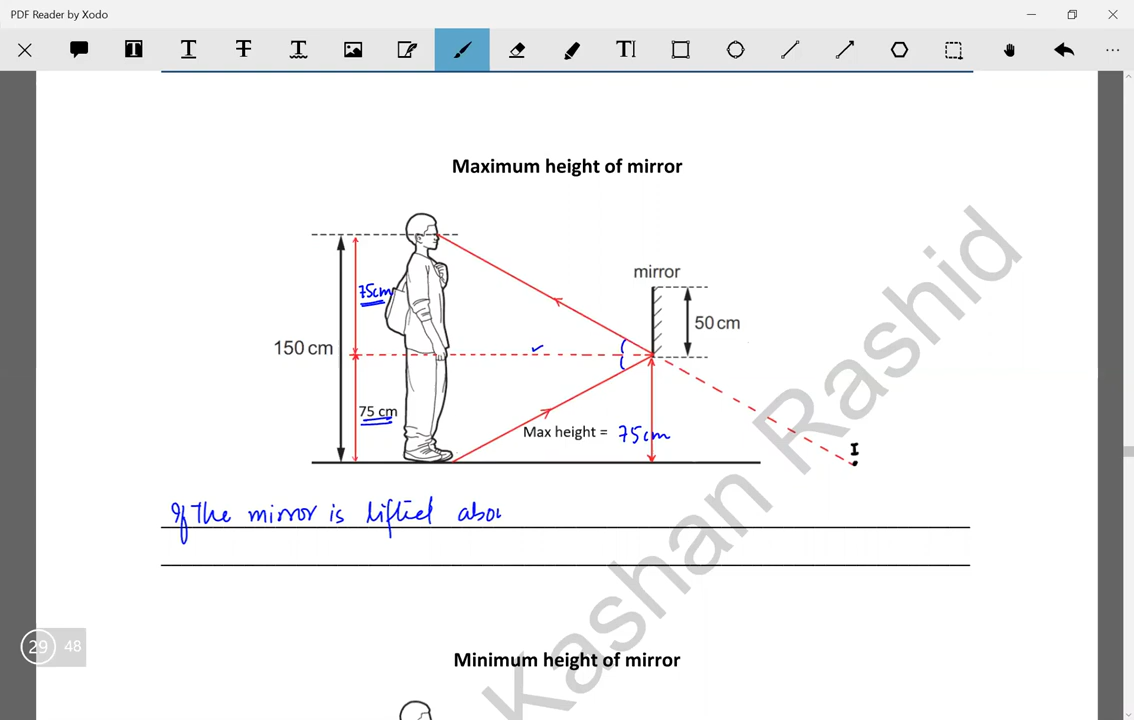 PDF Reader by Xodo
Maximum height of mirror
mirror
75cm
50 cm
150 cm
75 cm
Max height = 75cm
I
If the mirror is lifted abov
29 48
Minimum height of mirror
Kashan Rashid